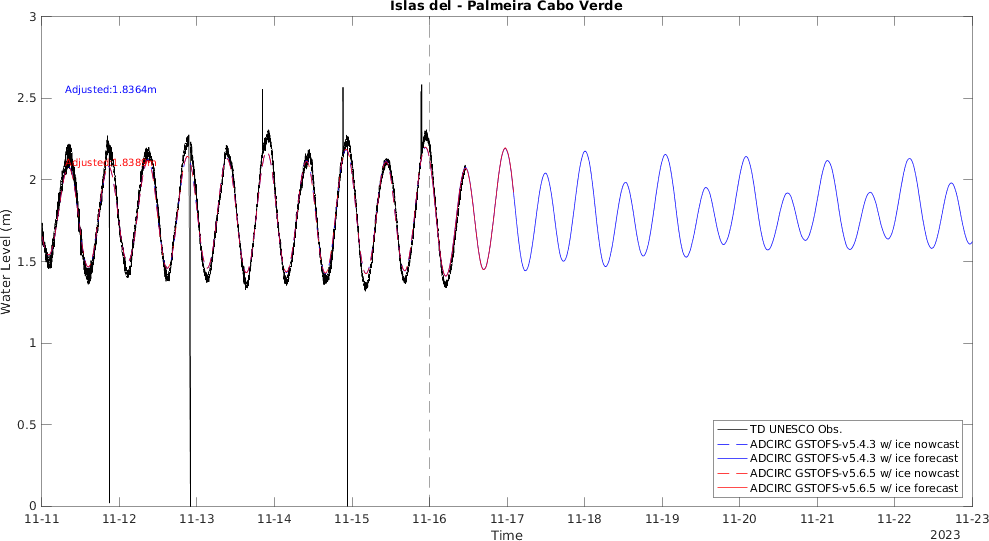 Islas del - Palmeira Cabo Verde
3
2.5
2
1.5
1
0.5
0
Water Level (m)
Adjusted:1.8364m
TD UNESCO Obs.
ADCIRC GSTOFS-v5.4.3 w/ ice nowcast
ADCIRC GSTOFS-v5.4.3 w/ ice forecast
ADCIRC GSTOFS-v5.6.5 w/ ice nowcast
ADCIRC GSTOFS-v5.6.5 w/ ice forecast
11-11 11-12 11-13 11-14 11-15 11-16 11-17 11-18 11-19 11-20 11-21 11-22 11-23
Time
2023